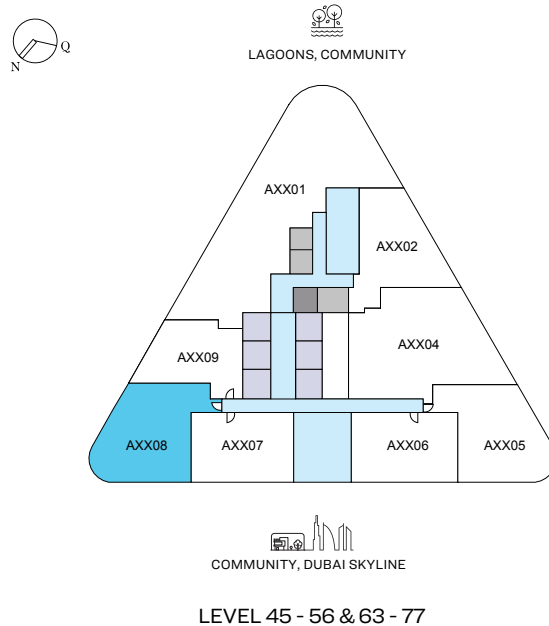 N
Q
LAGOONS, COMMUNITY
AXX01
AXX02
AXX04
AXX09
AXX08
AXX07
AXX06
AXX05
COMMUNITY, DUBAI SKYLINE
LEVEL 45 - 56 & 63 - 77